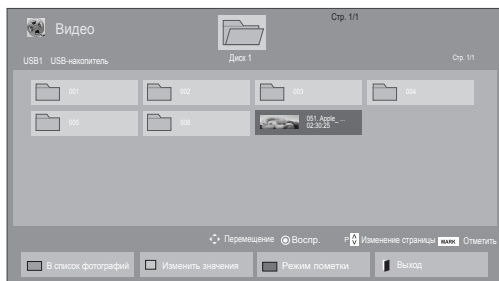 Стр. 1/1
Видео
Диск 1
USB1 USB-накопитель
Стр. 1/1
001
002
003
004
005
006
051. Apple_ ...
02:30:25
Перемещение Воспр. P Изменение страницы MARK Отметить
В список фотографий
Изменить значения
Режим пометки
Выход